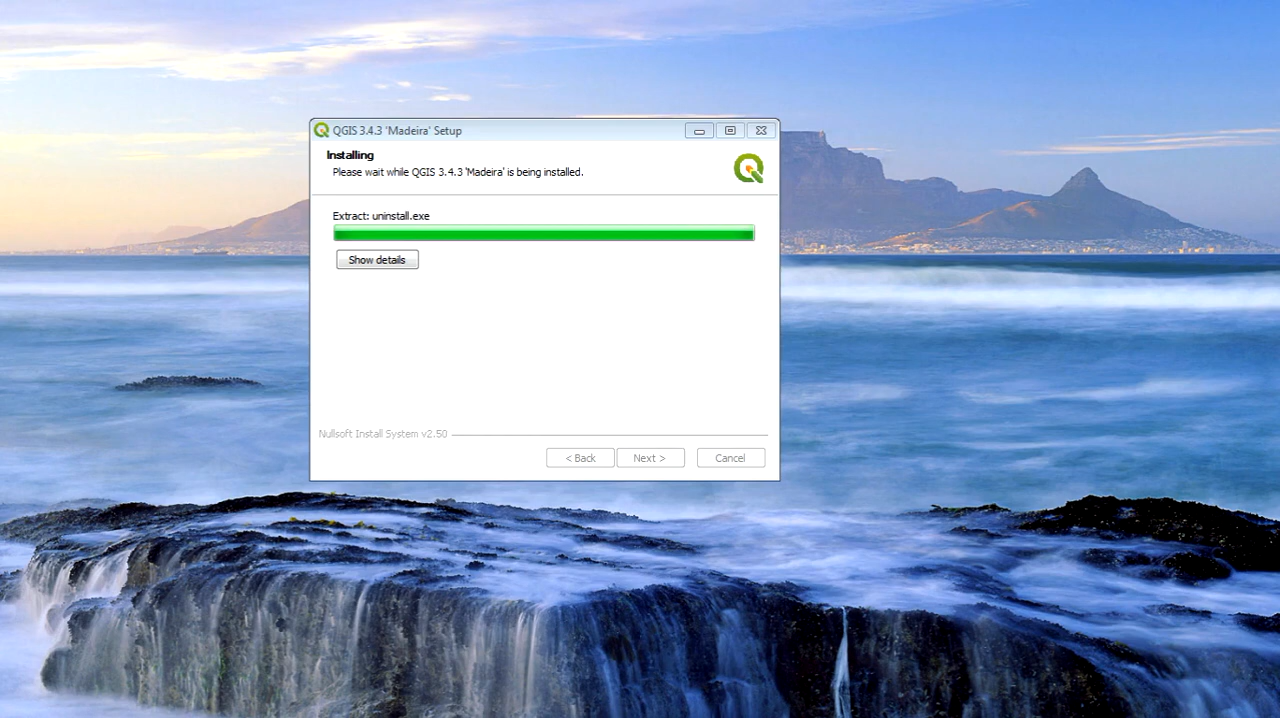 QGIS 3.4.3 'Madeira' Setup
Installing
Please wait while QGIS 3.4.3 'Madeira' is being installed.
Extract: uninstall.exe
Show details
Nullsoft Install System v2.50
< Back Next > Cancel